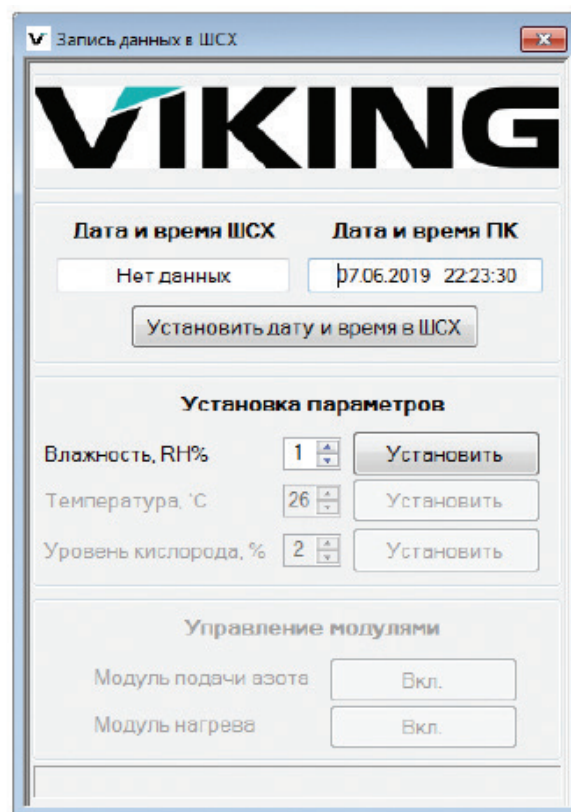 Запись данных в ШСХ
VIKING
Дата и время ШСХ Дата и время ПК
Нет данных 07.06.2019 22:23:30
Установить дату и время в ШСХ
Установка параметров
Влажность, RH% 1 Установить
Температура, °C 26 Установить
Уровень кислорода, % 2 Установить
Управление модулями
Модуль подачи азота Вкл.
Модуль нагрева Вкл.